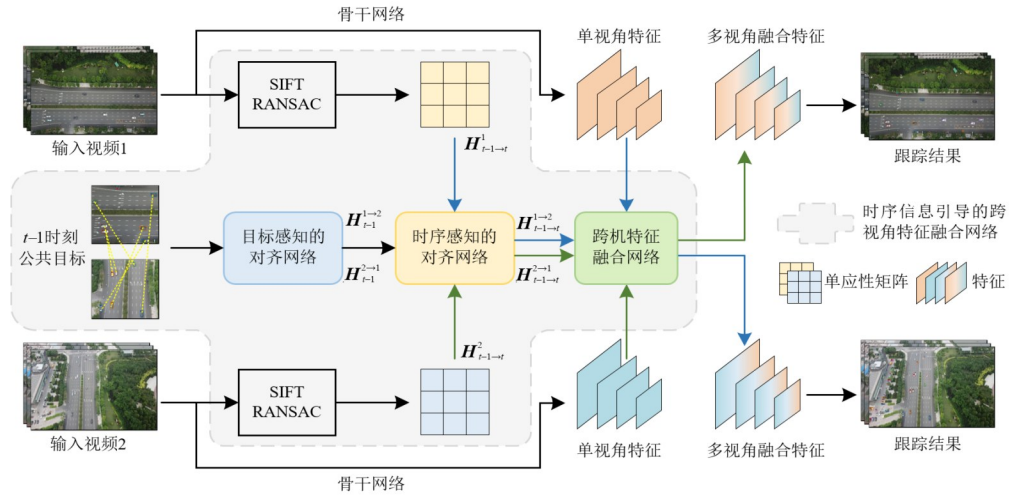 骨干网络
单视角特征
多视角融合特征
SIFT
RANSAC
输入视频1
H^1_{t-1→t}
跟踪结果
t-1时刻
公共目标
目标感知的
对齐网络
H^{1→2}_{t-1}
H^{2→1}_{t-1}
时序感知的
对齐网络
H^{1→2}_{t-1→t}
H^{2→1}_{t-1→t}
跨机特征
融合网络
时序信息引导的跨
视角特征融合网络
单应性矩阵
特征
H^2_{t-1→t}
SIFT
RANSAC
输入视频2
单视角特征
多视角融合特征
跟踪结果
骨干网络